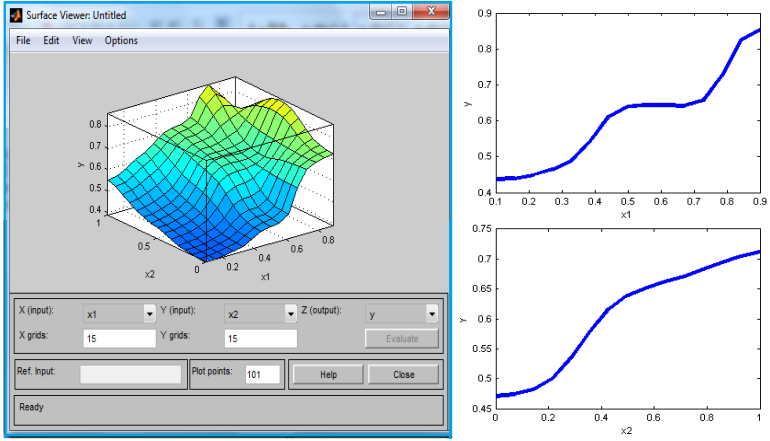 Surface Viewer: Untitled
File Edit View Options
0.8
0.7
0.6
0.5
0.4
y
1
0.5
0
x2
0.2
0.4
0.6
0.8
x1
X (input): x1 Y (input): x2 Z (output): y
X grids: 15 Y grids: 15 Evaluate
Ref. Input: Plot points: 101 Help Close
Ready
0.9
0.8
0.7
0.6
0.5
0.4
y
0.1 0.2 0.3 0.4 0.5 0.6 0.7 0.8 0.9
x1
0.75
0.7
0.65
0.6
0.55
0.5
0.45
y
0 0.2 0.4 0.6 0.8 1
x2